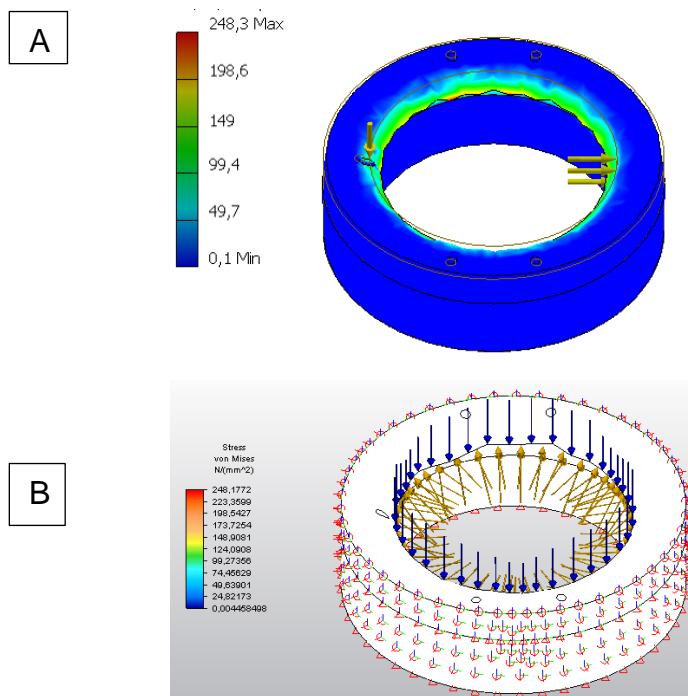 A
248,3 Max
198,6
149
99,4
49,7
0,1 Min
B
Stress
von Mises
N/(mm^2)
248,1772
223,3599
198,5427
173,7254
148,9081
124,0908
99,27356
74,45629
49,63901
24,82173
0,004458498